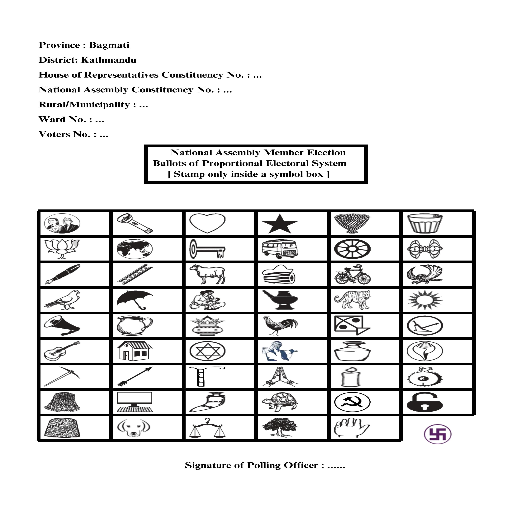 Province : Bagmati
District: Kathmandu
House of Representatives Constituency No. : ...
National Assembly Constituency No. : ...
Rural/Municipality : ...
Ward No. : ...
Voters No. : ...
National Assembly Member Election
Ballots of Proportional Electoral System
[ Stamp only inside a symbol box ]
Signature of Polling Officer : ......